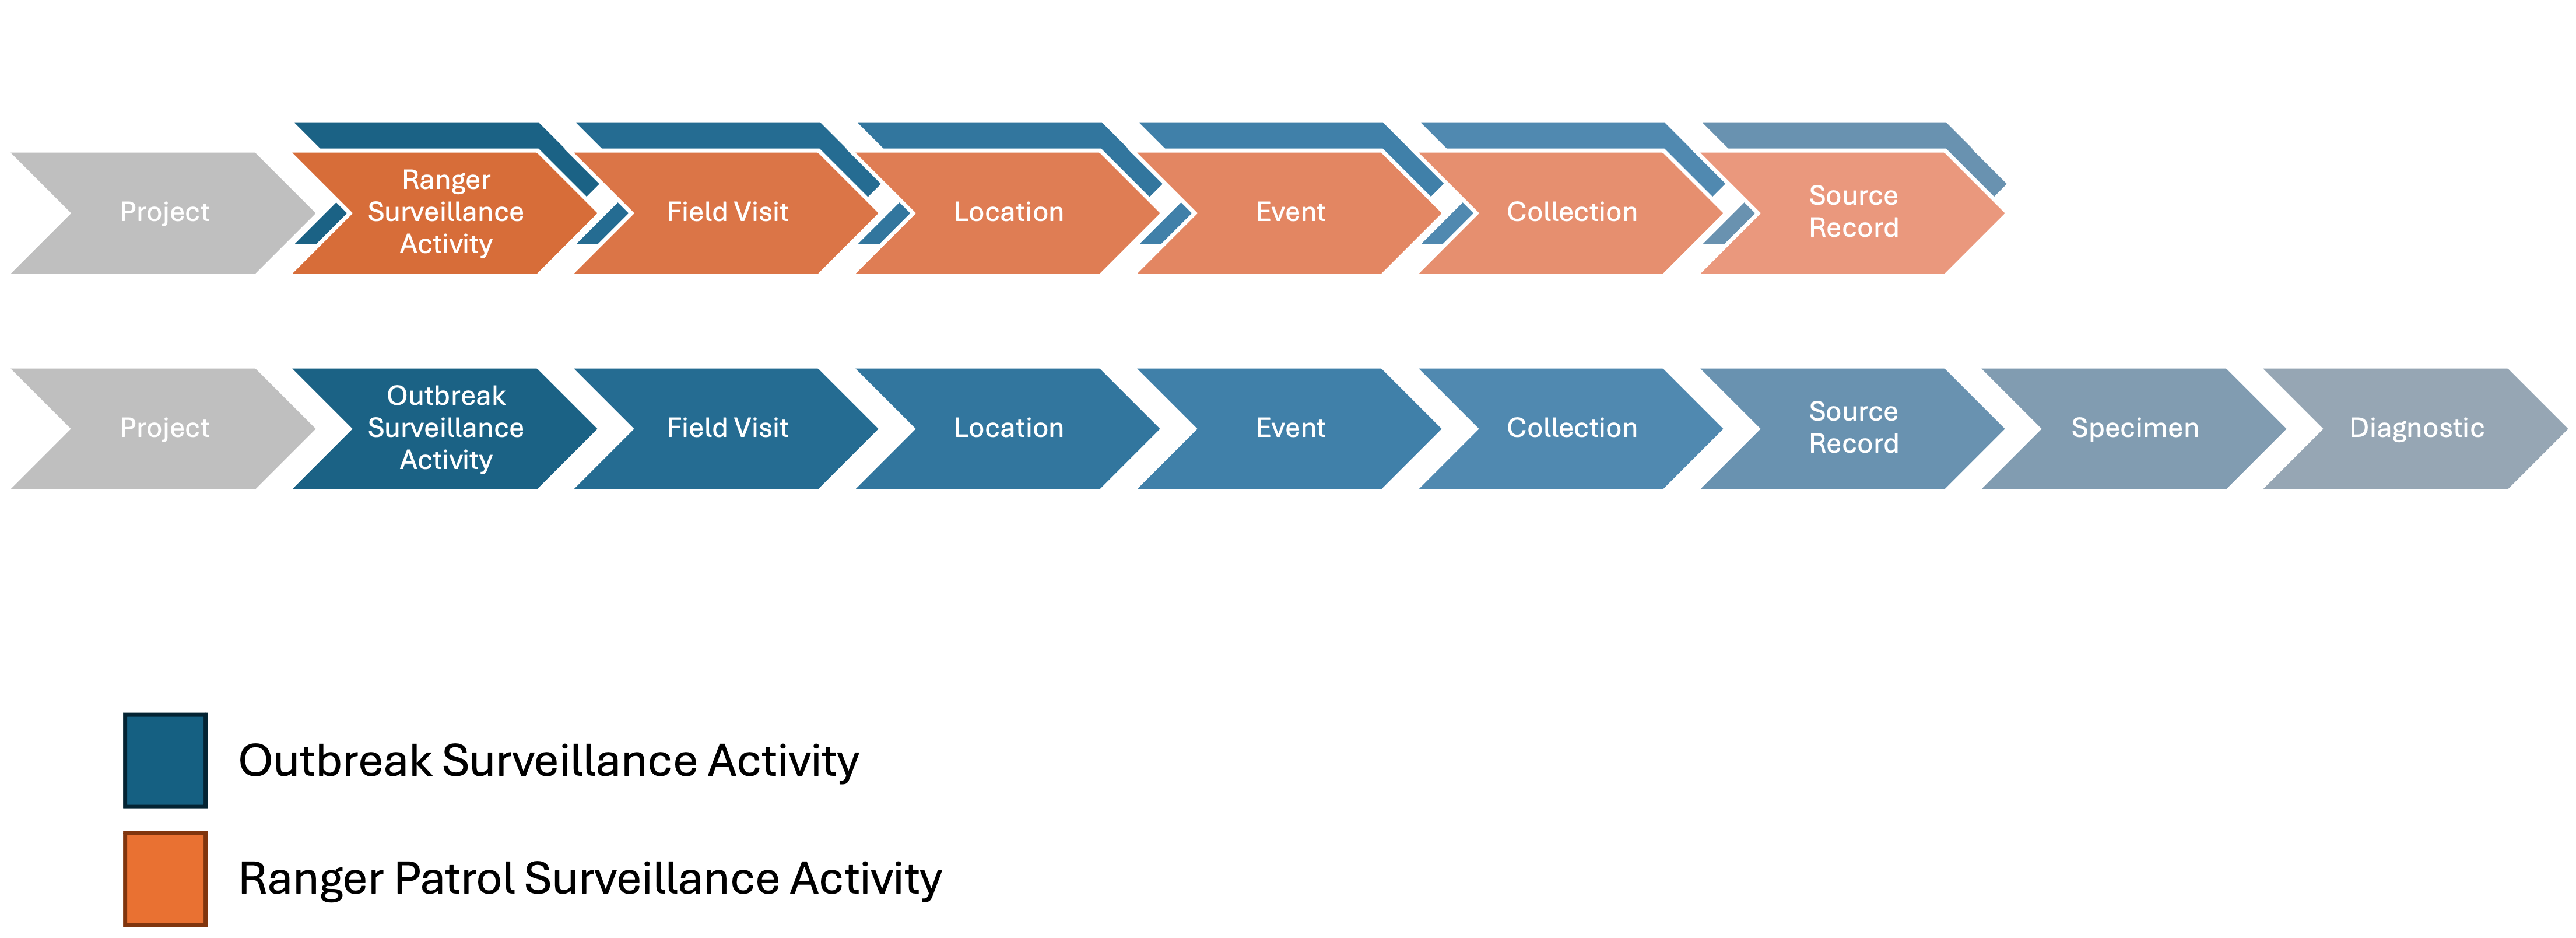 Project
Ranger
Surveillance
Activity
Field Visit
Location
Event
Collection
Source
Record
Project
Outbreak
Surveillance
Activity
Field Visit
Location
Event
Collection
Source
Record
Specimen
Diagnostic
Outbreak Surveillance Activity
Ranger Patrol Surveillance Activity